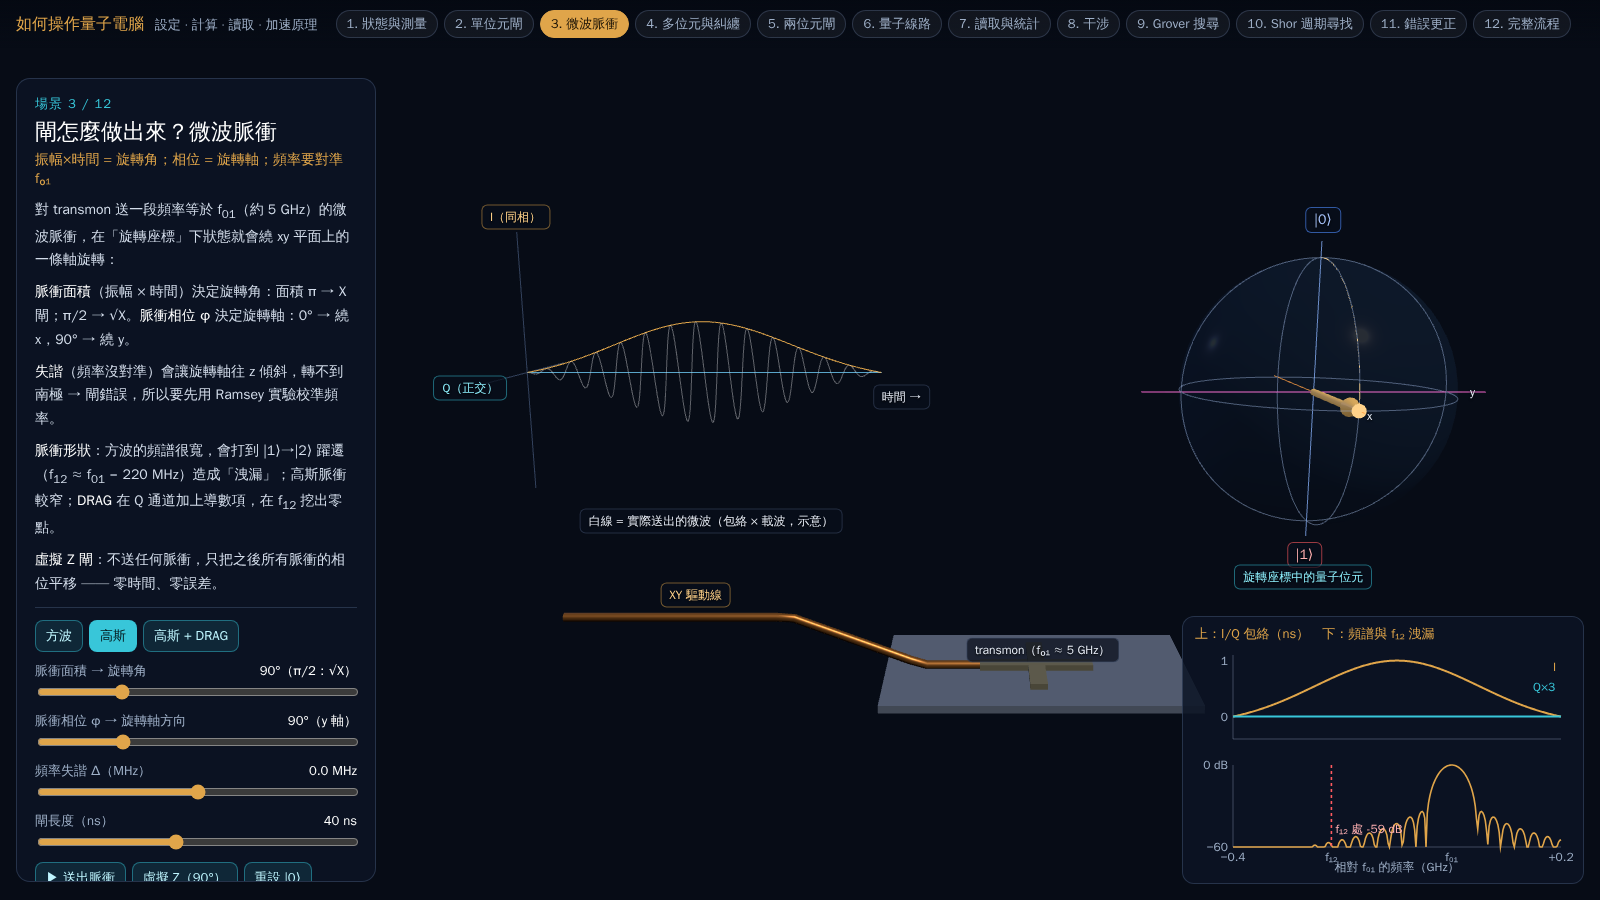 如何操作量子電腦 設定 · 計算 · 讀取 · 加速原理 1. 狀態與測量 2. 單位元閘 3. 微波脈衝 4. 多位元與糾纏 5. 兩位元閘 6. 量子線路 7. 讀取與統計 8. 干涉 9. Grover 搜尋 10. Shor 週期尋找 11. 錯誤更正 12. 完整流程
場景 3 / 12
閘怎麼做出來？微波脈衝
振幅×時間 = 旋轉角；相位 = 旋轉軸；頻率要對準
f₀₁
對 transmon 送一段頻率等於 f01（約 5 GHz）的微
波脈衝，在「旋轉座標」下狀態就會繞 xy 平面上的
一條軸旋轉：
脈衝面積（振幅 × 時間）決定旋轉角：面積 π → X
閘；π/2 → √X。脈衝相位 φ 決定旋轉軸：0° → 繞
x，90° → 繞 y。
失諧（頻率沒對準）會讓旋轉軸往 z 傾斜，轉不到
南極 → 閘錯誤，所以要先用 Ramsey 實驗校準頻
率。
脈衝形狀：方波的頻譜很寬，會打到 |1⟩→|2⟩ 躍遷
（f12 ≈ f01 − 220 MHz）造成「洩漏」；高斯脈衝
較窄；DRAG 在 Q 通道加上導數項，在 f12 挖出零
點。
虛擬 Z 閘：不送任何脈衝，只把之後所有脈衝的相
位平移 —— 零時間、零誤差。
方波 高斯 高斯 + DRAG
脈衝面積 → 旋轉角 90°（π/2：√X）
脈衝相位 φ → 旋轉軸方向 90°（y 軸）
頻率失諧 Δ（MHz） 0.0 MHz
閘長度（ns） 40 ns
▶ 送出脈衝 虛擬 Z（90°） 重設 |0⟩
I（同相）
Q（正交）
時間 →
白線 = 實際送出的微波（包絡 × 載波，示意）
XY 驅動線
transmon（f₀₁ ≈ 5 GHz）
|0⟩
y
x
|1⟩
旋轉座標中的量子位元
上：I/Q 包絡（ns） 下：頻譜與 f₁₂ 洩漏
1
I
Q×3
0
0 dB
f₁₂ 處 -59 dB
−60
−0.4 f₁₂ f₀₁ +0.2
相對 f₀₁ 的頻率（GHz）